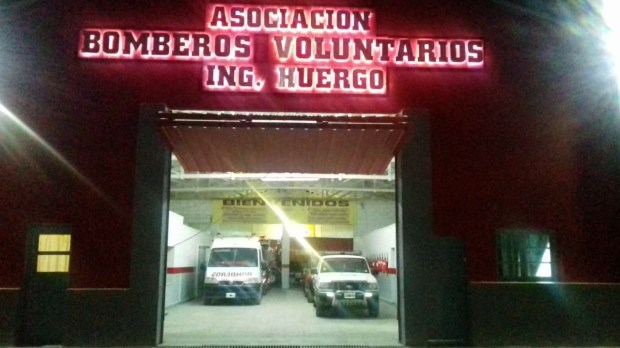 ASOCIACION
BOMBEROS VOLUNTARIOS
ING. HUERGO
BIENVENIDOS